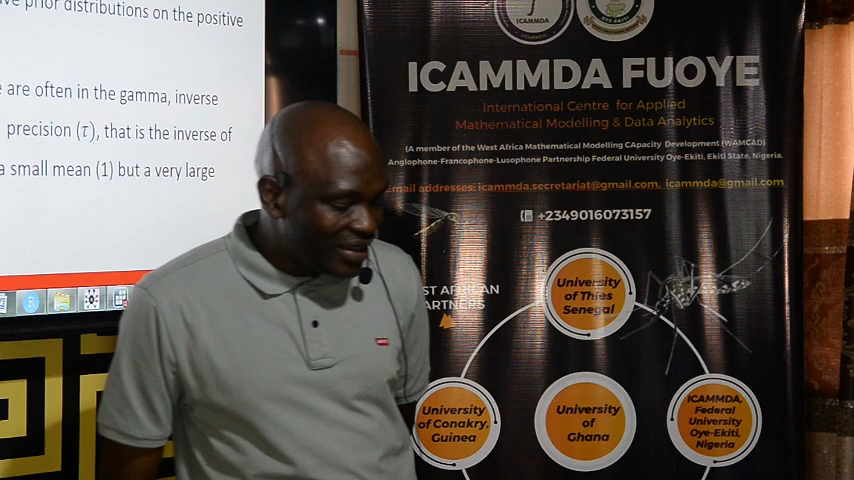 ve prior distributions on the positive
e are often in the gamma, inverse
precision (τ), that is the inverse of
a small mean (1) but a very large
ICAMMDA
OYE-EKITI
ICAMMDA FUOYE
International Centre for Applied
Mathematical Modelling & Data Analytics
(A member of the West Africa Mathematical Modelling CApacity Development (WAMCAD)
Anglophone-Francophone-Lusophone Partnership Federal University Oye-Ekiti, Ekiti State, Nigeria.
Email addresses: icammda.secretariat@gmail.com, icammda@gmail.com
+2349016073157
ST AFRICAN
PARTNERS
University
of Thies
Senegal
University
of Conakry,
Guinea
University
of
Ghana
ICAMMDA,
Federal
University
Oye-Ekiti,
Nigeria